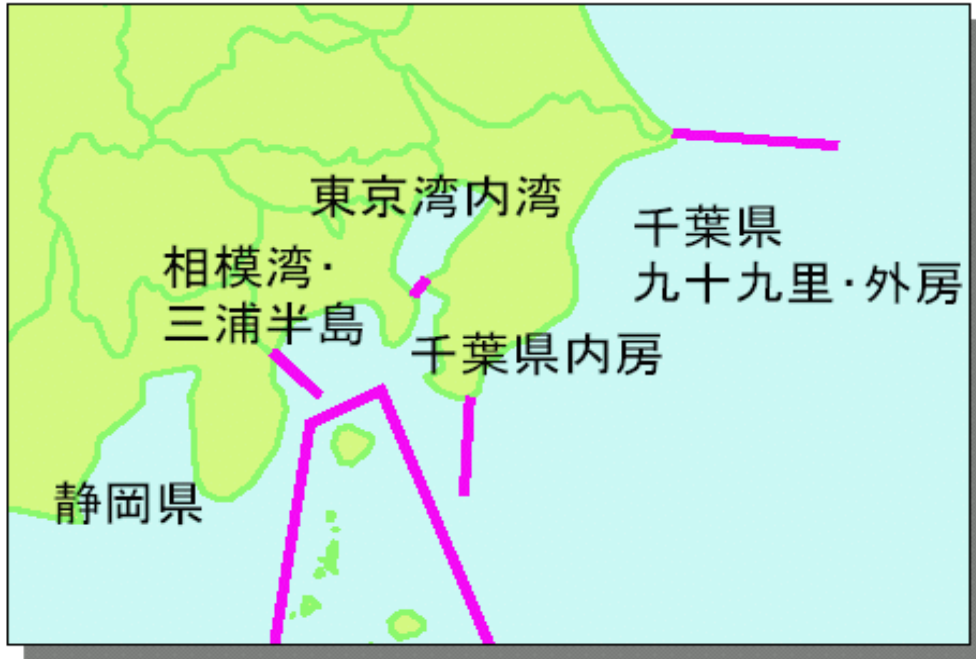 東京湾内湾
千葉県
九十九里・外房
相模湾・
三浦半島
千葉県内房
静岡県